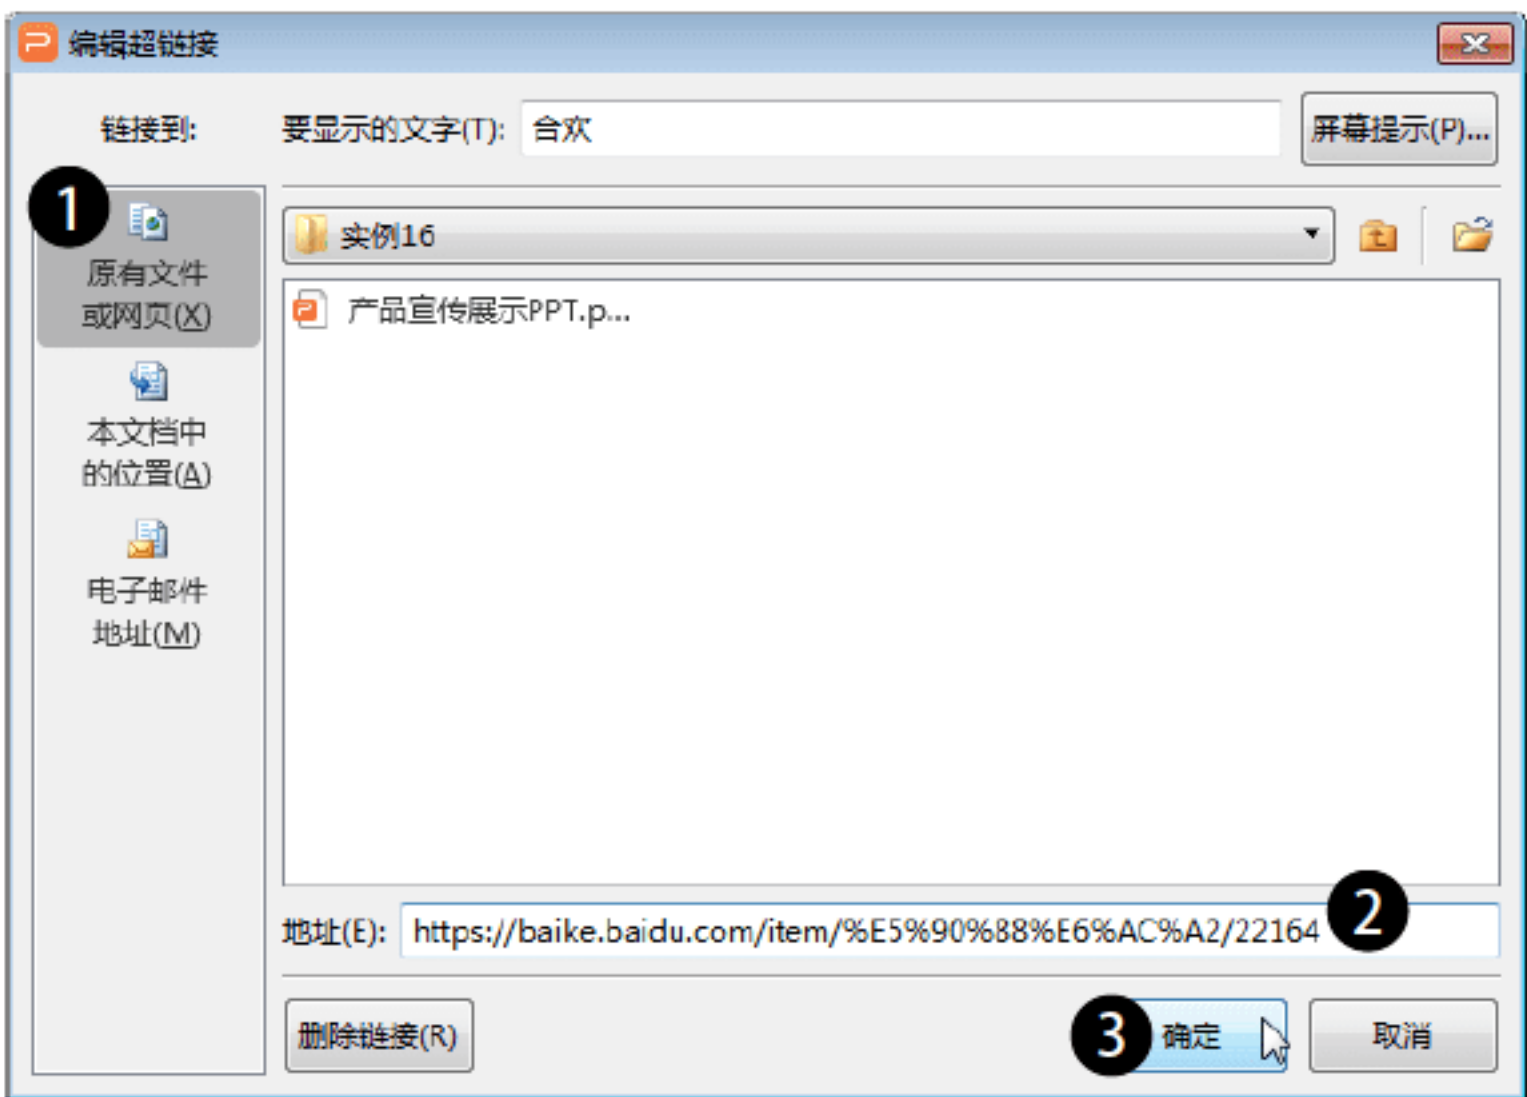 编辑超链接
链接到:
要显示的文字(T): 合欢
屏幕提示(P)...
1
原有文件
或网页(X)
实例16
产品宣传展示PPT.p...
本文档中
的位置(A)
电子邮件
地址(M)
地址(E): https://baike.baidu.com/item/%E5%90%88%E6%AC%A2/22164
2
删除链接(R)
3
确定
取消